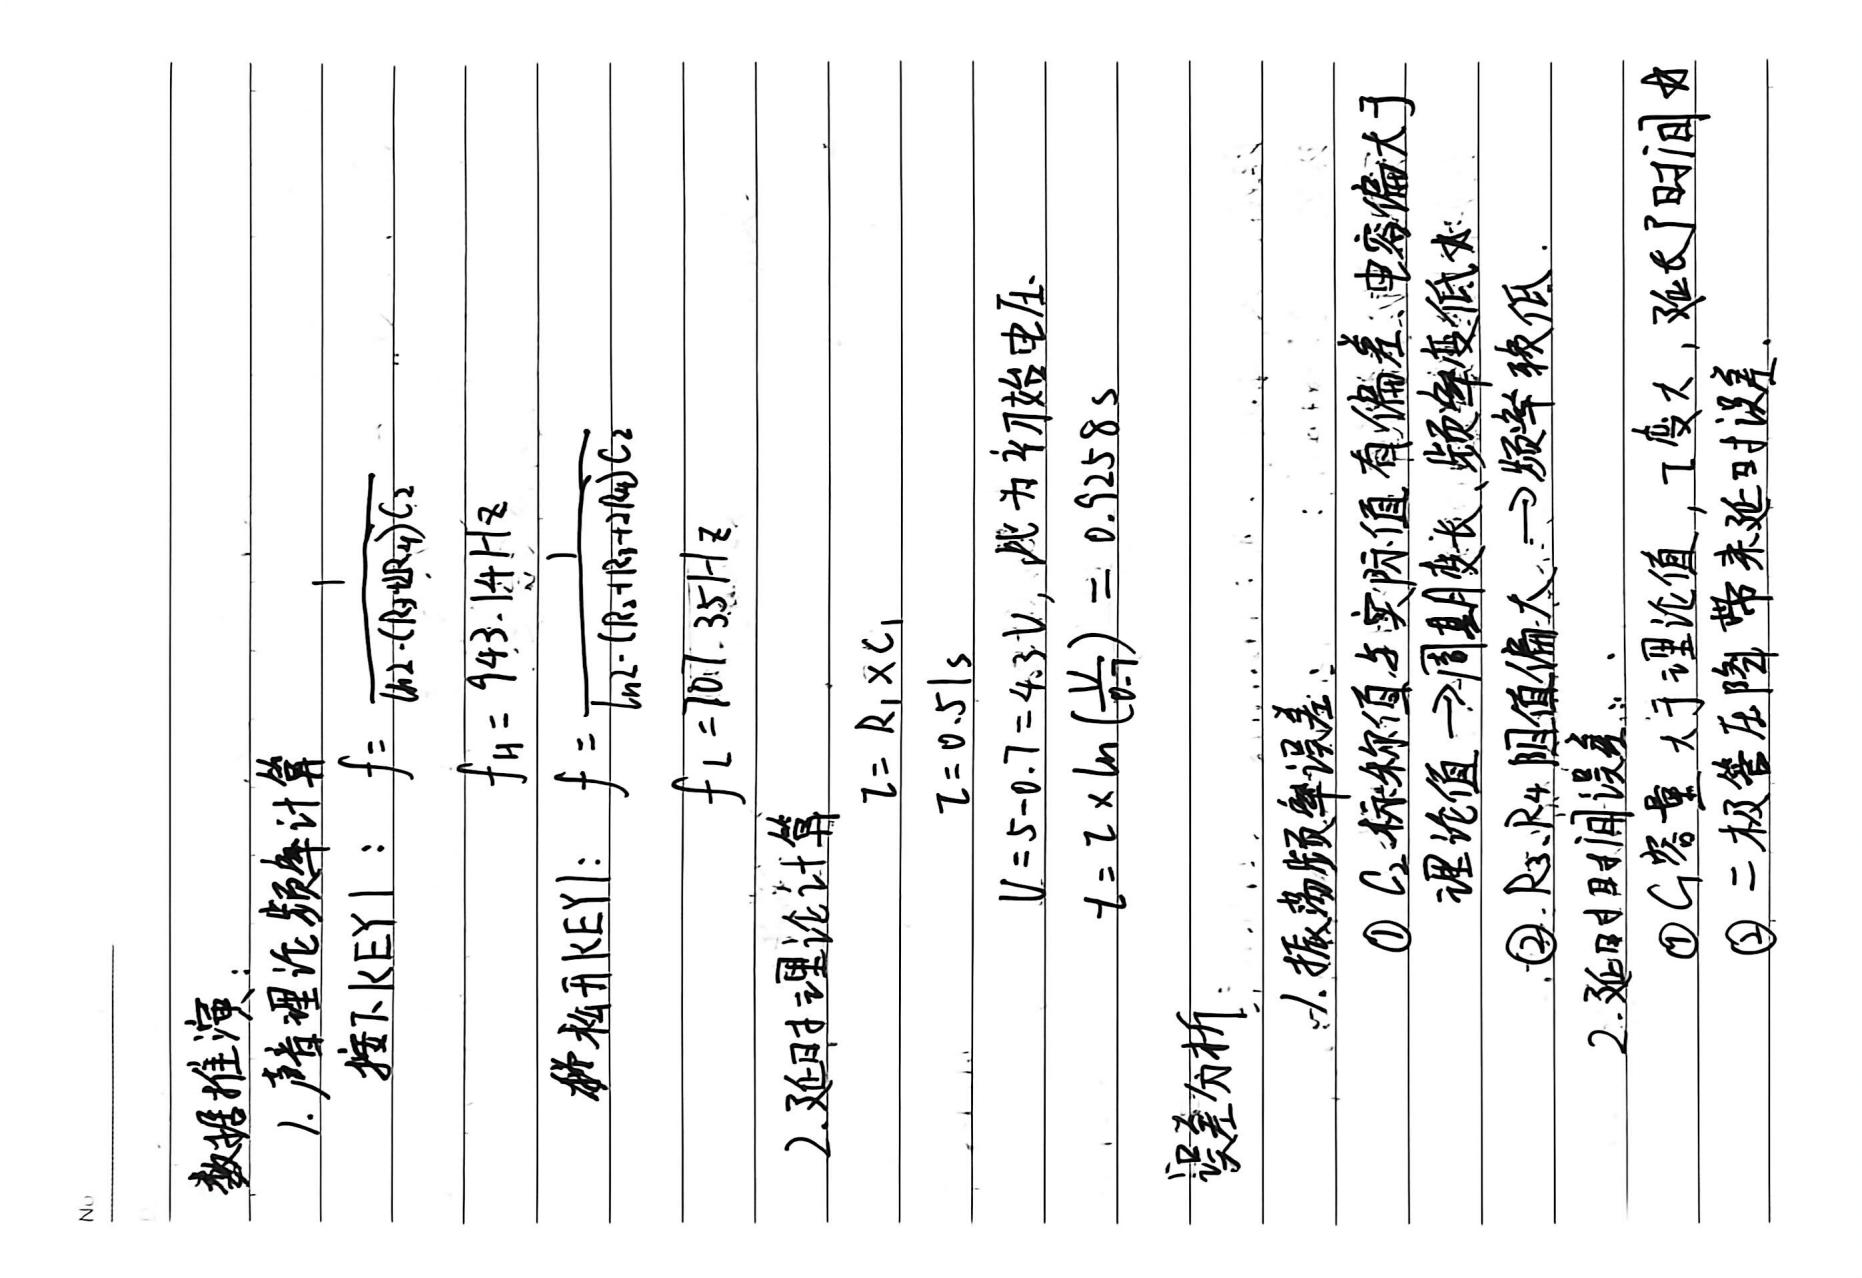 No
数据推演:
1. 声音理论频率计算
按下KEY1: f= 1/ln2·(R3+2R4)C2
fH = 943.14Hz
松开KEY1: f= 1/ln2·(R2+R3+2R4)C2
fL=707.35Hz
2.延时理论计算
τ=R1×C1
τ=0.51s
V=5-0.7=4.3V, 此为初始电压.
t=τ×ln(V/0.7)=0.9258s
误差分析:
1.振荡频率误差:
① C2标称值与实际值有偏差、电容偏大于
理论值→周期变长、频率变低
② R3、R4阻值偏大→频率换低.
2.延时时间误差:
① C1容量大于理论值,τ变大,延长了时间
② 二极管压降带来延时误差.